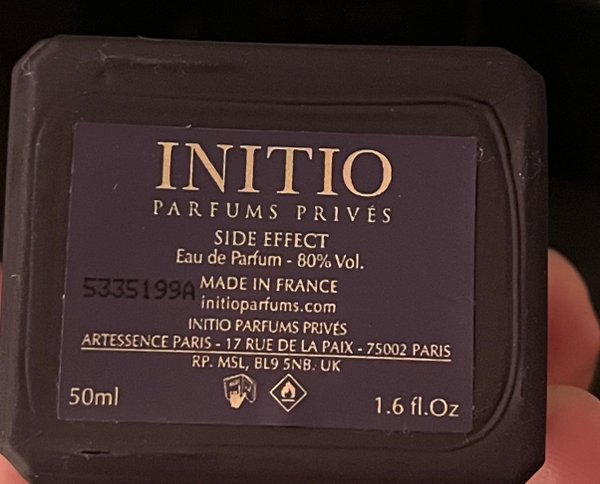 INITIO
PARFUMS PRIVÉS
SIDE EFFECT
Eau de Parfum - 80% Vol.
5335199A MADE IN FRANCE
initioparfums.com
INITIO PARFUMS PRIVÉS
ARTESSENCE PARIS - 17 RUE DE LA PAIX - 75002 PARIS
RP. MSL, BL9 5NB. UK
50ml 1.6 fl.Oz